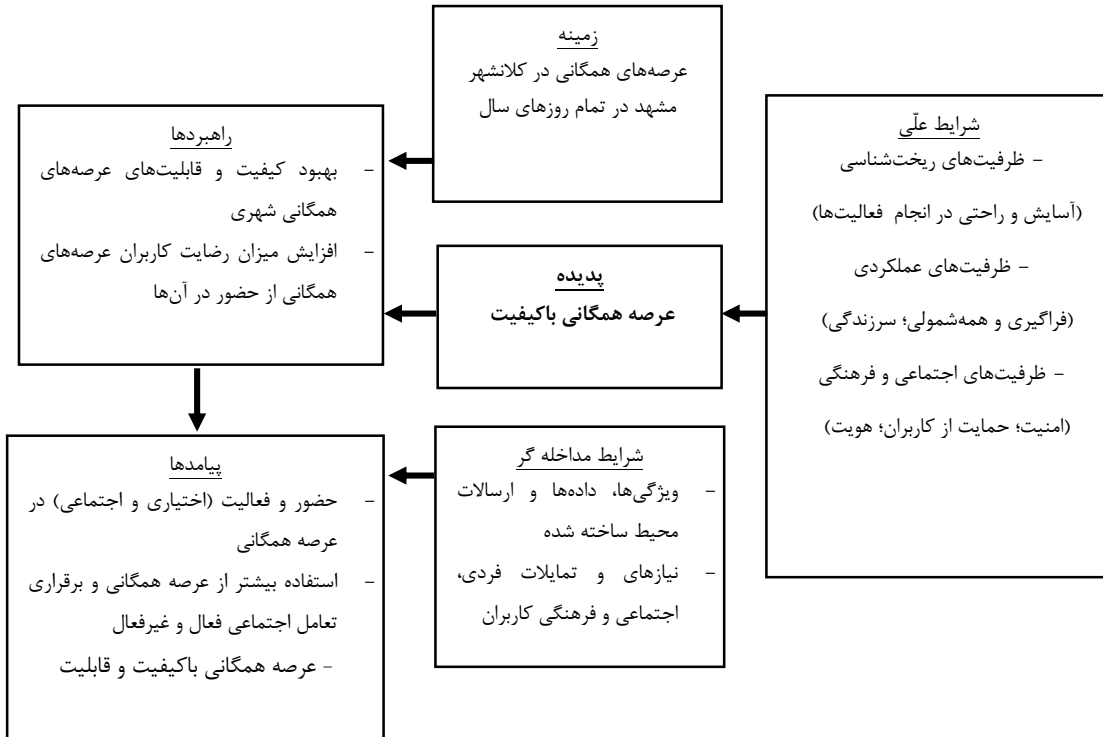 زمینه
عرصه‌های همگانی در کلانشهر
مشهد در تمام روزهای سال
شرایط علّی
- ظرفیت‌های ریخت‌شناسی
(آسایش و راحتی در انجام فعالیت‌ها)
- ظرفیت‌های عملکردی
(فراگیری و همه‌شمولی؛ سرزندگی)
- ظرفیت‌های اجتماعی و فرهنگی
(امنیت؛ حمایت از کاربران؛ هویت)
پدیده
عرصه همگانی باکیفیت
راهبردها
- بهبود کیفیت و قابلیت‌های عرصه‌های
همگانی شهری
- افزایش میزان رضایت کاربران عرصه‌های
همگانی از حضور در آن‌ها
شرایط مداخله گر
- ویژگی‌ها، داده‌ها و ارسالات
محیط ساخته شده
- نیازهای و تمایلات فردی،
اجتماعی و فرهنگی کاربران
پیامدها
- حضور و فعالیت (اختیاری و اجتماعی) در
عرصه همگانی
- استفاده بیشتر از عرصه همگانی و برقراری
تعامل اجتماعی فعال و غیرفعال
- عرصه همگانی باکیفیت و قابلیت